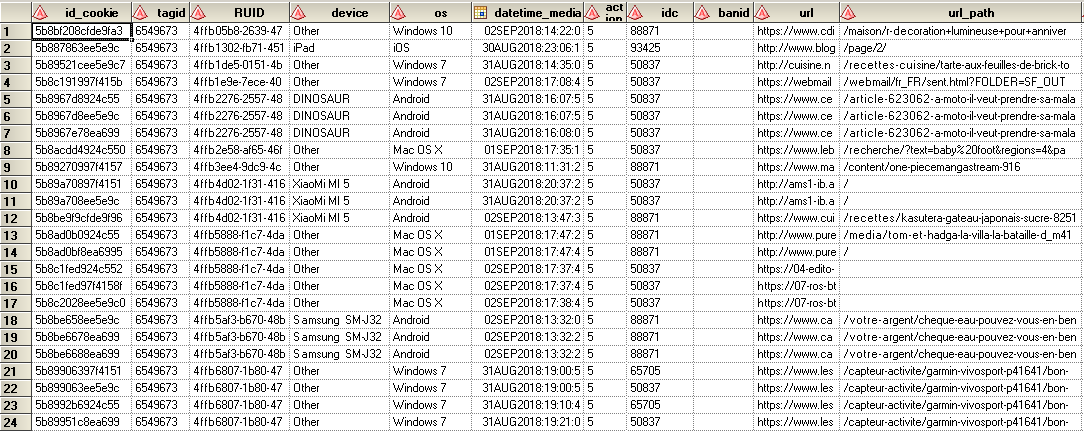 id_cookie tagid RUID device os datetime_media action idc banid url url_path
1 5b8bf208cfde9fa3 6549673 4ffb05b8-2639-47 Other Windows 10 02SEP2018:14:22:0 5 88871 https://www.cdi /maison/r-decoration+lumineuse+pour+anniver
2 5b887863ee5e9c 6549673 4ffb1302-fb71-451 iPad iOS 30AUG2018:23:06:1 5 93425 http://www.blog /page/2/
3 5b89521cee5e9c7 6549673 4ffb1de5-0151-4b Other Windows 7 31AUG2018:14:35:0 5 50837 http://cuisine.n /recettes-cuisine/tarte-aux-feuilles-de-brick-to
4 5b8c191997f415b 6549673 4ffb1e9e-7ece-40 Other Windows 7 02SEP2018:17:08:4 5 50837 https://webmail /webmail/fr_FR/sent.html?FOLDER=SF_OUT
5 5b8967d8924c55 6549673 4ffb2276-2557-48 DINOSAUR Android 31AUG2018:16:07:5 5 50837 https://www.ce /article-623062-a-moto-il-veut-prendre-sa-mala
6 5b8967d8ee5e9c 6549673 4ffb2276-2557-48 DINOSAUR Android 31AUG2018:16:07:5 5 50837 https://www.ce /article-623062-a-moto-il-veut-prendre-sa-mala
7 5b8967e78ea699 6549673 4ffb2276-2557-48 DINOSAUR Android 31AUG2018:16:08:0 5 50837 https://www.ce /article-623062-a-moto-il-veut-prendre-sa-mala
8 5b8acdd4924c550 6549673 4ffb2e58-af65-46f Other Mac OS X 01SEP2018:17:35:1 5 50837 https://www.leb /recherche/?text=baby%20foot&regions=4&pa
9 5b89270997f4157 6549673 4ffb3ee4-9dc9-4c Other Windows 10 31AUG2018:11:31:2 5 88871 https://www.ma /content/one-piecemangastream-916
10 5b89a70897f4151 6549673 4ffb4d02-1f31-416 XiaoMi MI 5 Android 31AUG2018:20:37:2 5 50837 http://ams1-ib.a /
11 5b89a708ee5e9c 6549673 4ffb4d02-1f31-416 XiaoMi MI 5 Android 31AUG2018:20:37:2 5 50837 http://ams1-ib.a /
12 5b8be9f9cfde9f96 6549673 4ffb4d02-1f31-416 XiaoMi MI 5 Android 02SEP2018:13:47:3 5 88871 https://www.cui /recettes/kasutera-gateau-japonais-sucre-8251
13 5b8ad0b0924c55 6549673 4ffb5888-f1c7-4da Other Mac OS X 01SEP2018:17:47:2 5 88871 http://www.pure /media/tom-et-hadga-la-villa-la-bataille-d_m41
14 5b8ad0bf8ea6995 6549673 4ffb5888-f1c7-4da Other Mac OS X 01SEP2018:17:47:4 5 88871 http://www.pure /
15 5b8c1fed924c552 6549673 4ffb5888-f1c7-4da Other Mac OS X 02SEP2018:17:37:4 5 50837 https://04-edito-
16 5b8c1fed97f4158f 6549673 4ffb5888-f1c7-4da Other Mac OS X 02SEP2018:17:37:4 5 50837 https://07-ros-bt
17 5b8c2028ee5e9c0 6549673 4ffb5888-f1c7-4da Other Mac OS X 02SEP2018:17:38:4 5 50837 https://07-ros-bt
18 5b8be658ee5e9c 6549673 4ffb5af3-b670-48b Samsung SM-J32 Android 02SEP2018:13:32:0 5 88871 https://www.ca /votre-argent/cheque-eau-pouvez-vous-en-ben
19 5b8be6678ea699 6549673 4ffb5af3-b670-48b Samsung SM-J32 Android 02SEP2018:13:32:2 5 88871 https://www.ca /votre-argent/cheque-eau-pouvez-vous-en-ben
20 5b8be6688ea699 6549673 4ffb5af3-b670-48b Samsung SM-J32 Android 02SEP2018:13:32:2 5 88871 https://www.ca /votre-argent/cheque-eau-pouvez-vous-en-ben
21 5b89906397f4151 6549673 4ffb6807-1b80-47 Other Windows 7 31AUG2018:19:00:5 5 65705 https://www.les /capteur-activite/garmin-vivosport-p41641/bon-
22 5b899063ee5e9c 6549673 4ffb6807-1b80-47 Other Windows 7 31AUG2018:19:00:5 5 50837 https://www.les /capteur-activite/garmin-vivosport-p41641/bon-
23 5b8992b6924c55 6549673 4ffb6807-1b80-47 Other Windows 7 31AUG2018:19:10:4 5 65705 https://www.les /capteur-activite/garmin-vivosport-p41641/bon-
24 5b89951c8ea699 6549673 4ffb6807-1b80-47 Other Windows 7 31AUG2018:19:21:0 5 50837 https://www.les /capteur-activite/garmin-vivosport-p41641/bon-